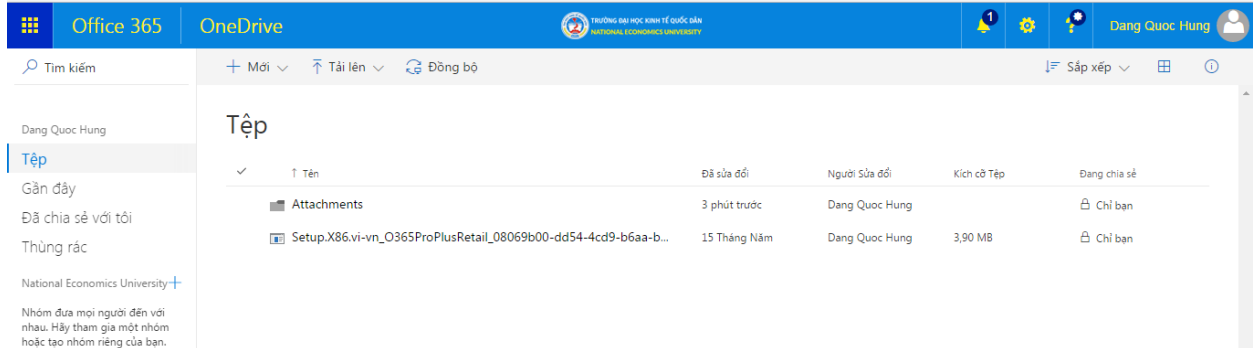 Office 365 OneDrive TRƯỜNG ĐẠI HỌC KINH TẾ QUỐC DÂN
NATIONAL ECONOMICS UNIVERSITY
1 ? Dang Quoc Hung
Tìm kiếm
+ Mới Tải lên Đồng bộ Sắp xếp
Dang Quoc Hung
Tệp
Gần đây
Đã chia sẻ với tôi
Thùng rác
National Economics University +
Nhóm đưa mọi người đến với
nhau. Hãy tham gia một nhóm
hoặc tạo nhóm riêng của bạn.
Tệp
↑ Tên Đã sửa đổi Người Sửa đổi Kích cỡ Tệp Đang chia sẻ
Attachments 3 phút trước Dang Quoc Hung Chỉ bạn
Setup.X86.vi-vn_O365ProPlusRetail_08069b00-dd54-4cd9-b6aa-b... 15 Tháng Năm Dang Quoc Hung 3,90 MB Chỉ bạn